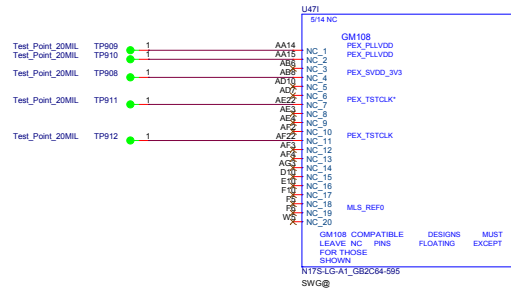 U47I
5/14 NC
GM108
Test_Point_20MIL TP909 1 AA14 NC_1 PEX_PLLVDD
Test_Point_20MIL TP910 1 AA15 NC_2 PEX_PLLVDD
AB6 NC_3
Test_Point_20MIL TP908 1 AB8 NC_4 PEX_SVDD_3V3
AD10 NC_5
AD7 NC_6
Test_Point_20MIL TP911 1 AE22 NC_7 PEX_TSTCLK*
AE3 NC_8
AE4 NC_9
AF2 NC_10
Test_Point_20MIL TP912 1 AF22 NC_11 PEX_TSTCLK
AF3 NC_12
AF4 NC_13
AG3 NC_14
D10 NC_15
E10 NC_16
F10 NC_17
F5 NC_18
F6 NC_19 MLS_REF0
W5 NC_20
GM108 COMPATIBLE DESIGNS MUST
LEAVE NC PINS FLOATING EXCEPT
FOR THOSE
SHOWN
N17S-LG-A1_GB2C64-595
SWG@